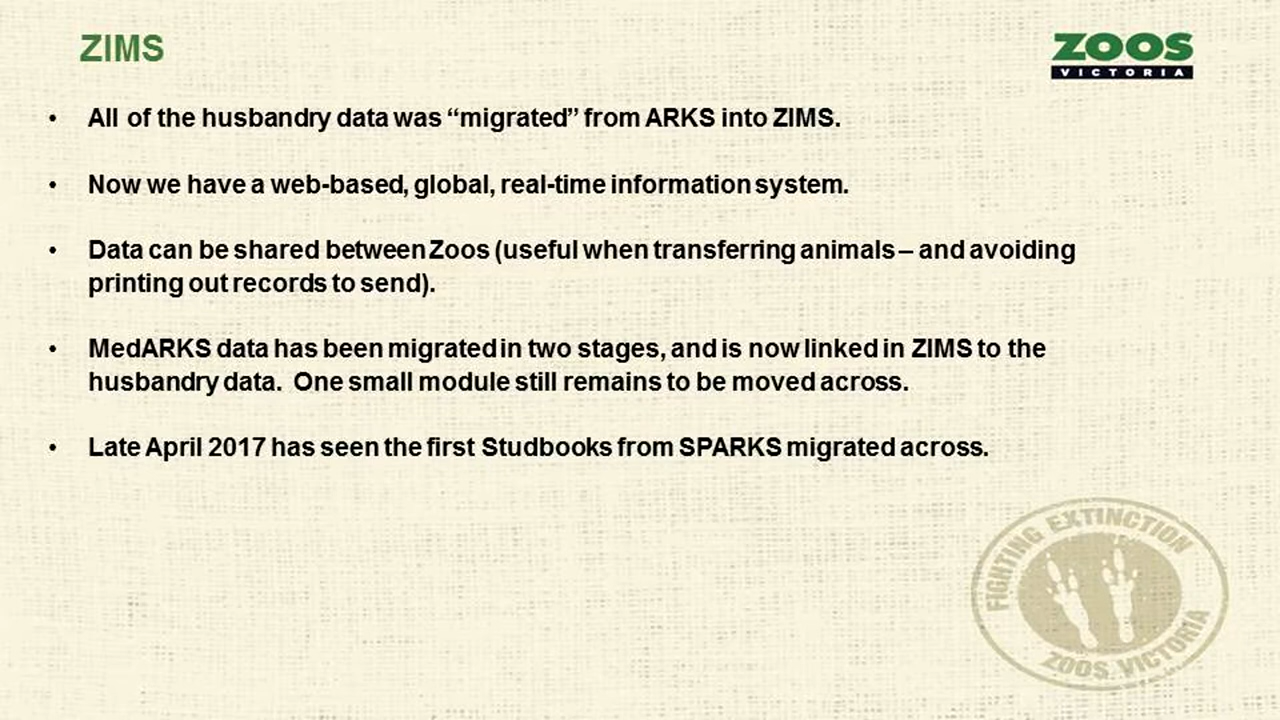 ZIMS
ZOOS
VICTORIA
• All of the husbandry data was “migrated” from ARKS into ZIMS.
• Now we have a web-based, global, real-time information system.
• Data can be shared between Zoos (useful when transferring animals – and avoiding
printing out records to send).
• MedARKS data has been migrated in two stages, and is now linked in ZIMS to the
husbandry data.  One small module still remains to be moved across.
• Late April 2017 has seen the first Studbooks from SPARKS migrated across.
FIGHTING EXTINCTION
ZOOS VICTORIA